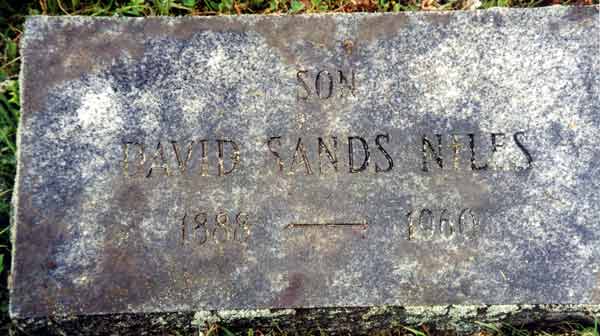 SON
DAVID SANDS NILES
1888 — 1960